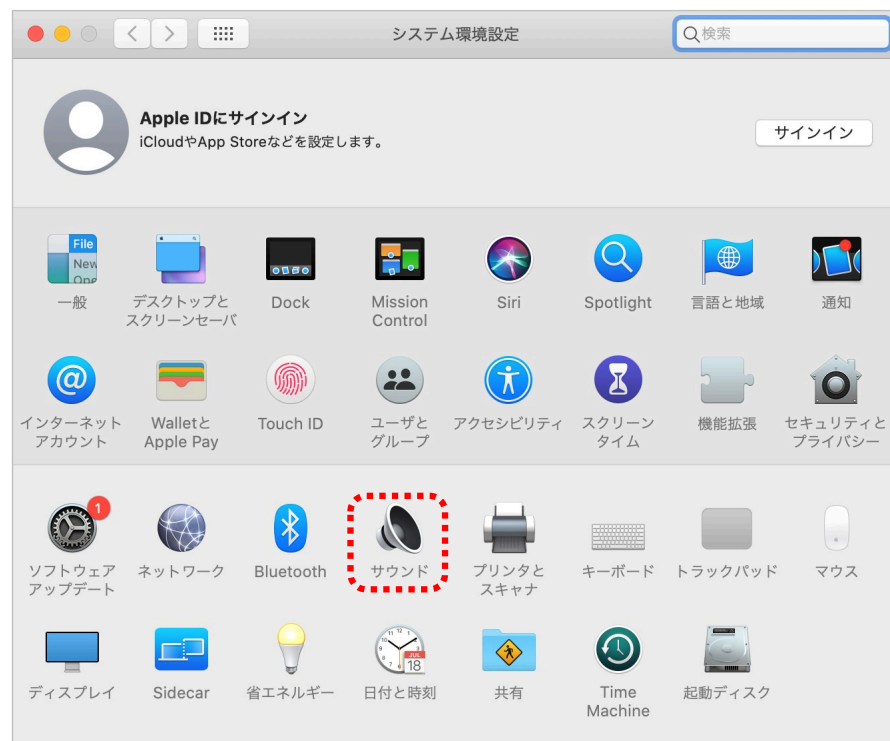 システム環境設定
検索
Apple IDにサインイン
iCloudやApp Storeなどを設定します。
サインイン
File
New
Ope
一般
デスクトップと
スクリーンセーバ
Dock
Mission
Control
Siri
Spotlight
言語と地域
通知
@
インターネット
アカウント
Walletと
Apple Pay
Touch ID
ユーザと
グループ
アクセシビリティ
スクリーン
タイム
機能拡張
セキュリティと
プライバシー
1
ソフトウェア
アップデート
ネットワーク
Bluetooth
サウンド
プリンタと
スキャナ
キーボード
トラックパッド
マウス
ディスプレイ
Sidecar
省エネルギー
JUL
18
日付と時刻
共有
Time
Machine
起動ディスク